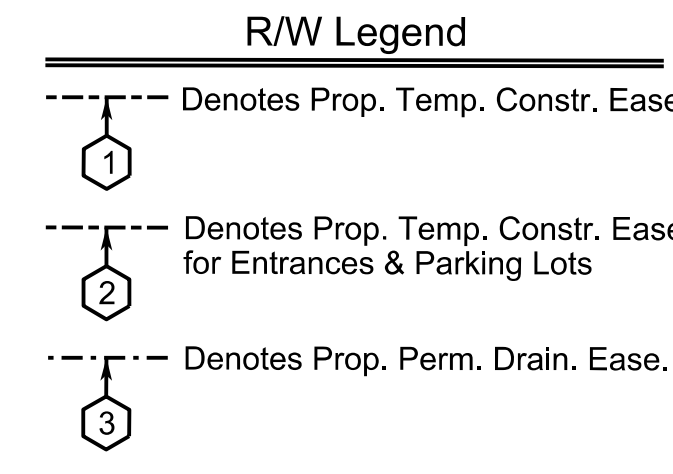 R/W Legend
Denotes Prop. Temp. Constr. Ease
1
Denotes Prop. Temp. Constr. Ease
for Entrances & Parking Lots
2
Denotes Prop. Perm. Drain. Ease.
3